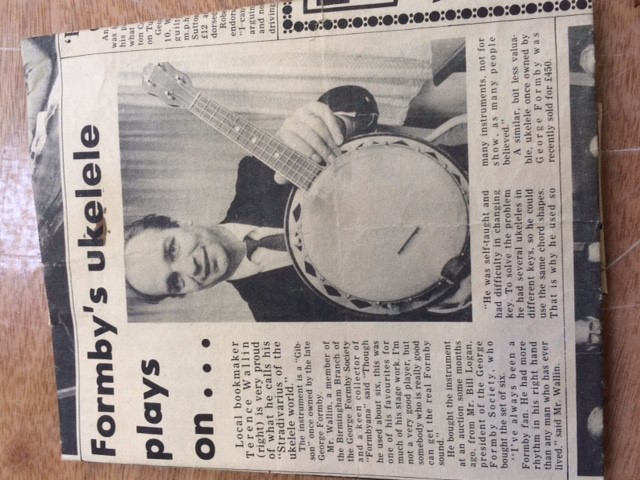 Formby's ukelele
plays
on . . .
Local bookmaker
Terence Wallin
(right) is very proud
of what he calls his
"Stradivarius of the
ukelele world."
The instrument is a "Gib-
son" once owned by the late
George Formby.
Mr. Wallin, a member of
the Birmingham Branch of
the George Formby Society
and a keen collector of
"Formbyana" said "Though
he used about six, this was
one of his favourites for
much of his stage work. I'm
not a very good player, but
somebody who is really good
can get the real Formby
sound."
He bought the instrument
at an auction some months
ago, from Mr. Bill Logan,
president of the George
Formby Society, who
bought the set of six.
"I've always been a
Formby fan. He had more
rhythm in his right hand
than any man who has ever
lived." said Mr. Wallin.
"He was self-taught and
had difficulty in changing
key. To solve the problem
he had several ukeleles in
different keys, so he could
use the same chord shapes.
That is why he used so
many instruments, not for
show, as many people
believed."
A similar, but less valua-
ble, ukelele once owned by
George Formby was
recently sold for £450.